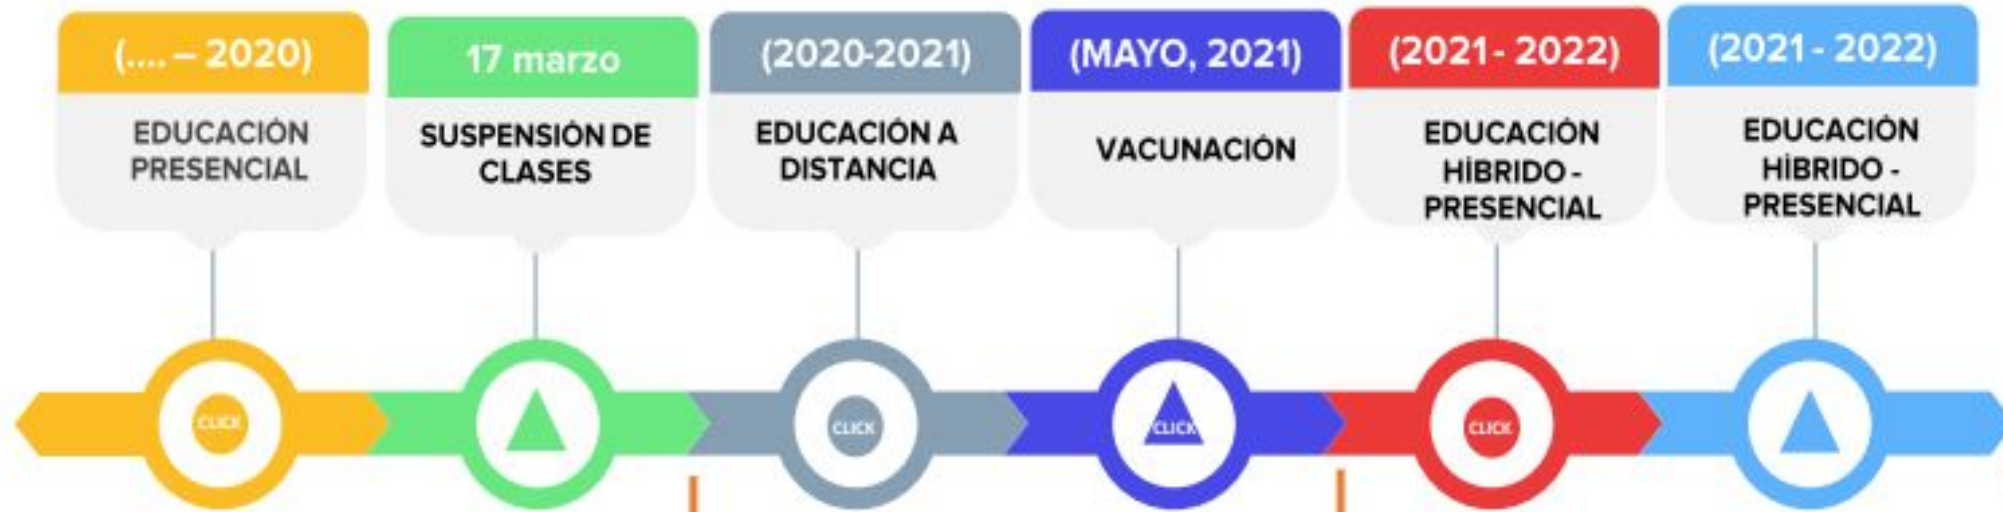 (.... – 2020)
EDUCACIÓN
PRESENCIAL
17 marzo
SUSPENSIÓN DE
CLASES
(2020-2021)
EDUCACIÓN A
DISTANCIA
(MAYO, 2021)
VACUNACIÓN
(2021 - 2022)
EDUCACIÓN
HÍBRIDO -
PRESENCIAL
(2021 - 2022)
EDUCACIÓN
HÍBRIDO -
PRESENCIAL
CLICK
CLICK
CLICK
CLICK